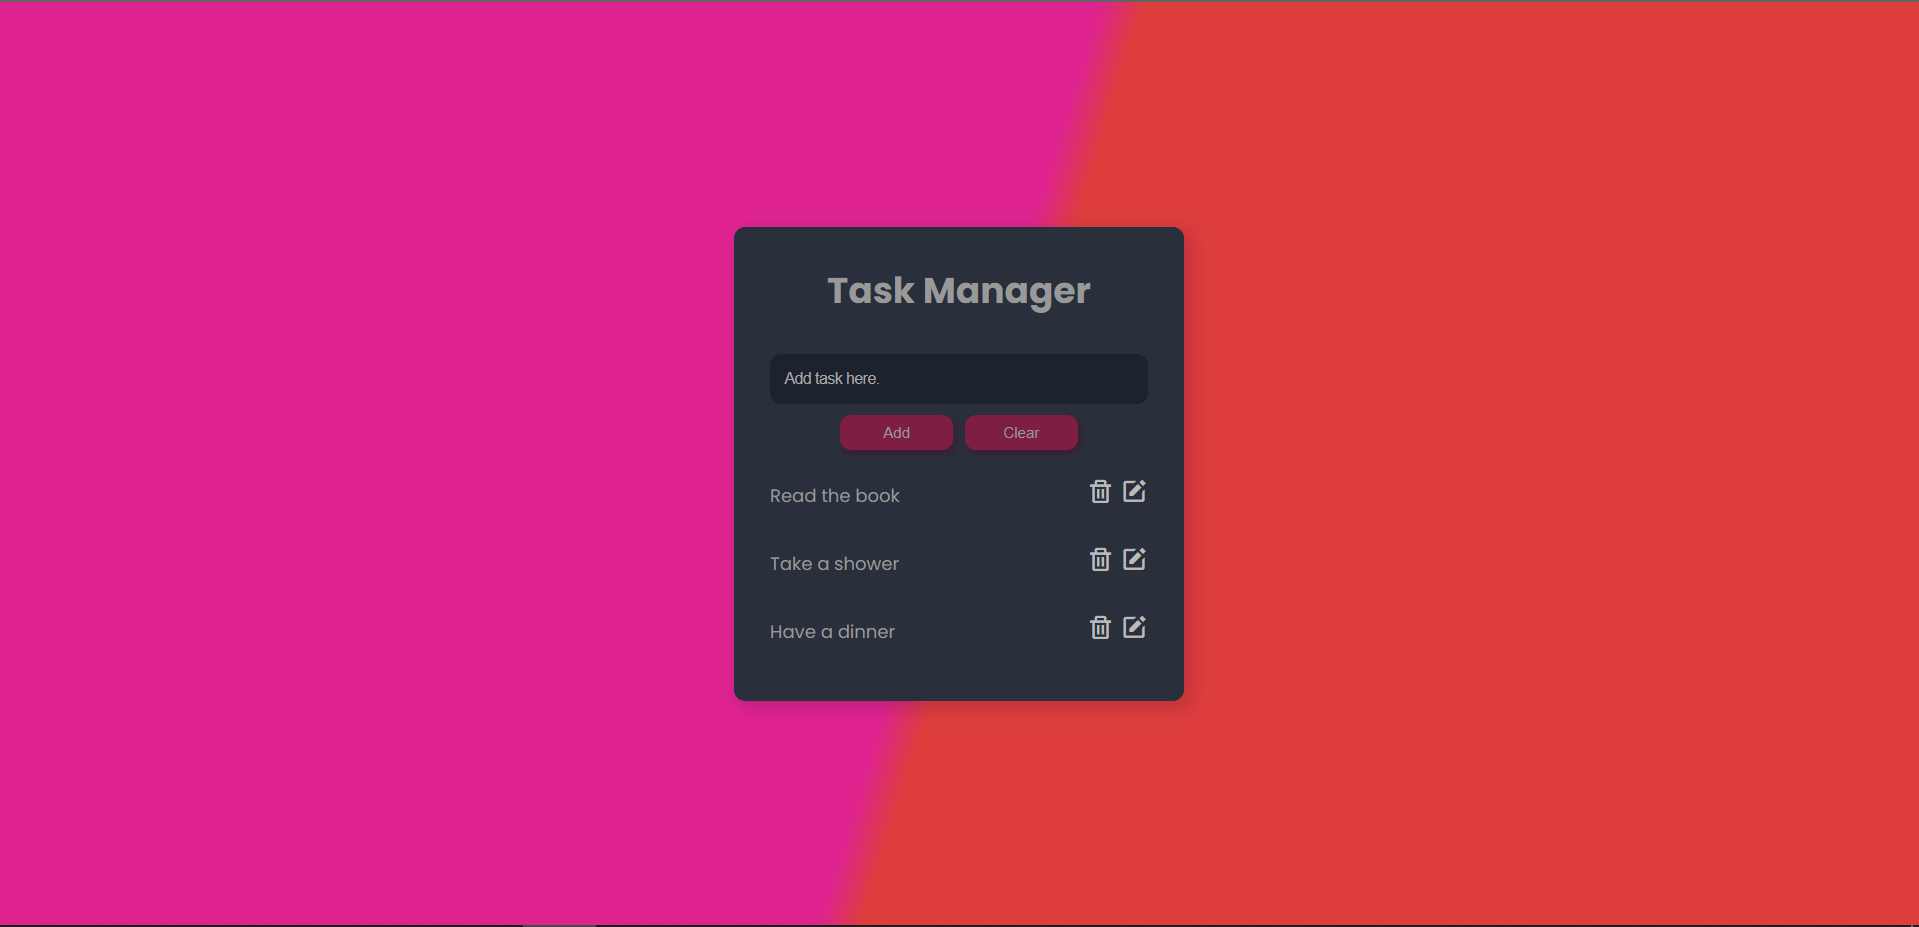 Task Manager
Add task here.
Add Clear
Read the book
Take a shower
Have a dinner